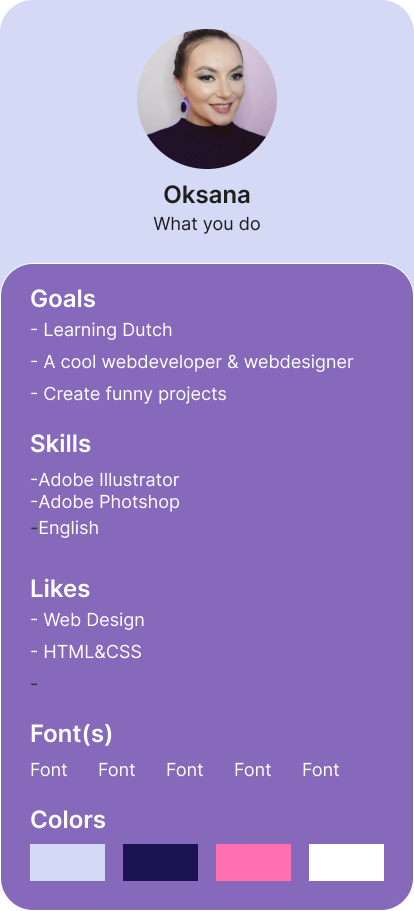 Oksana
What you do
Goals
- Learning Dutch
- A cool webdeveloper & webdesigner
- Create funny projects
Skills
-Adobe Illustrator
-Adobe Photshop
-English
Likes
- Web Design
- HTML&CSS
-
Font(s)
Font Font Font Font Font
Colors